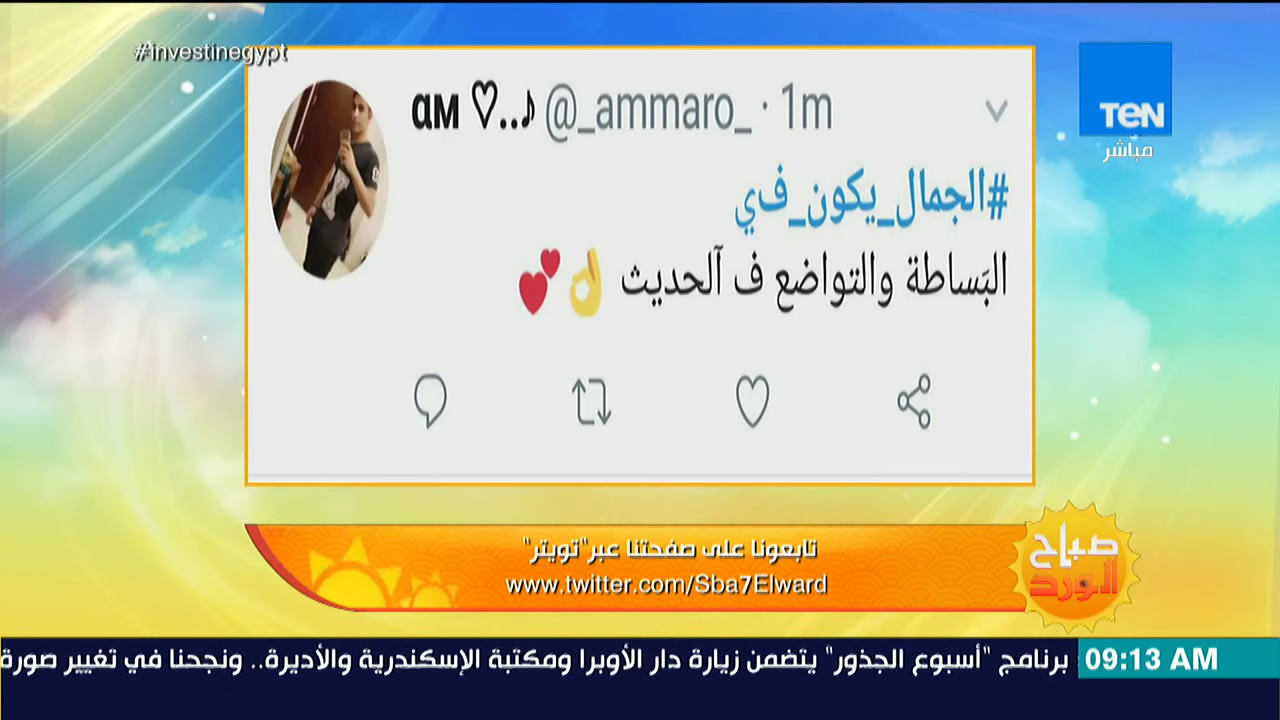 #investinegypt
TEN
مباشر
αм ♡..♪ @_ammaro_ · 1m
#الجمال_يكون_في
البَساطة والتواضع ف آلحديث 👌 💕
تابعونا على صفحتنا عبر"تويتر"
www.twitter.com/Sba7Elward
صباح
الورد
09:13 AM
برنامج "أسبوع الجذور" يتضمن زيارة دار الأوبرا ومكتبة الإسكندرية والأديرة.. ونجحنا في تغيير صورة